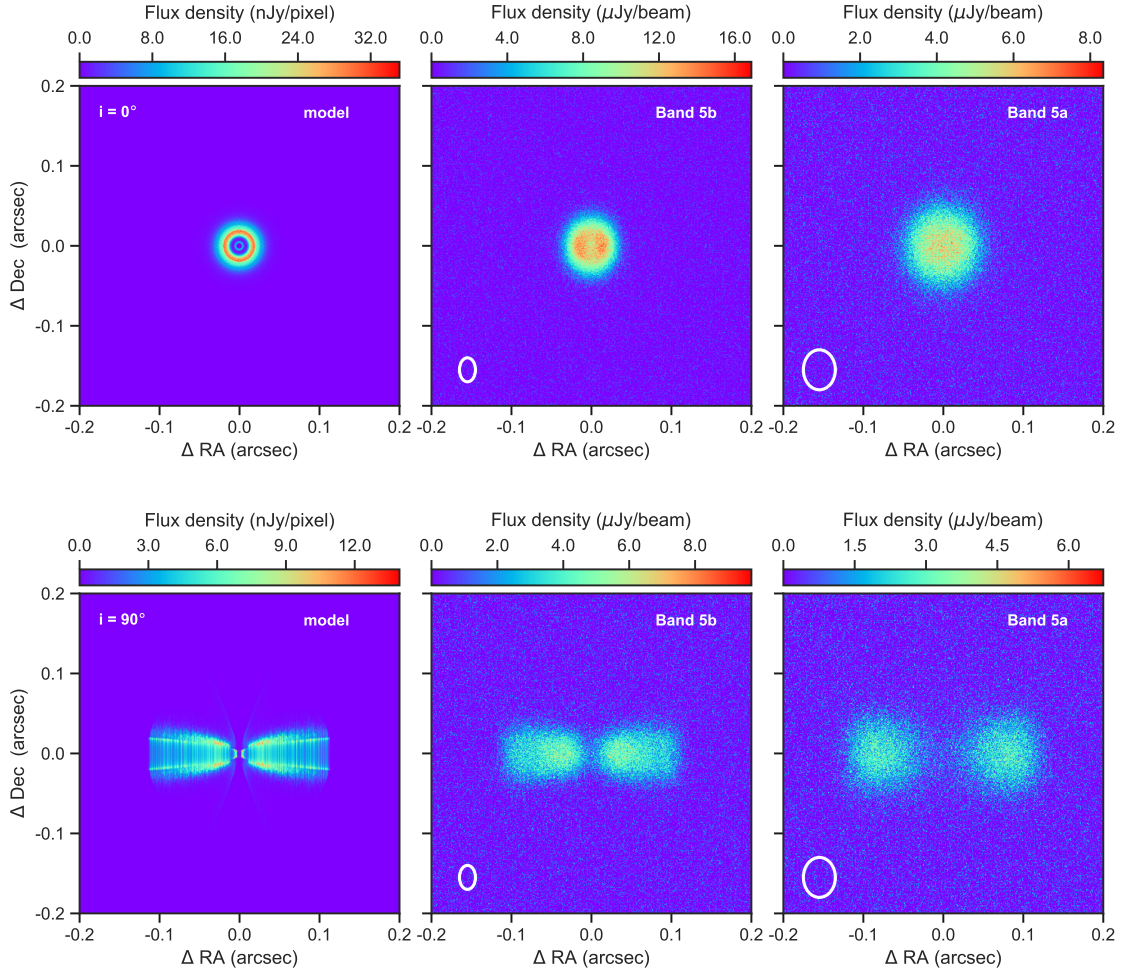 Flux density (nJy/pixel) Flux density (μJy/beam) Flux density (μJy/beam)
0.0 8.0 16.0 24.0 32.0 0.0 4.0 8.0 12.0 16.0 0.0 2.0 4.0 6.0 8.0
0.2
i = 0° model Band 5b Band 5a
0.1
0.0
-0.1
-0.2
Δ Dec (arcsec)
-0.2 -0.1 0.0 0.1 0.2 -0.2 -0.1 0.0 0.1 0.2 -0.2 -0.1 0.0 0.1 0.2
Δ RA (arcsec) Δ RA (arcsec) Δ RA (arcsec)
Flux density (nJy/pixel) Flux density (μJy/beam) Flux density (μJy/beam)
0.0 3.0 6.0 9.0 12.0 0.0 2.0 4.0 6.0 8.0 0.0 1.5 3.0 4.5 6.0
0.2
i = 90° model Band 5b Band 5a
0.1
0.0
-0.1
-0.2
Δ Dec (arcsec)
-0.2 -0.1 0.0 0.1 0.2 -0.2 -0.1 0.0 0.1 0.2 -0.2 -0.1 0.0 0.1 0.2
Δ RA (arcsec) Δ RA (arcsec) Δ RA (arcsec)